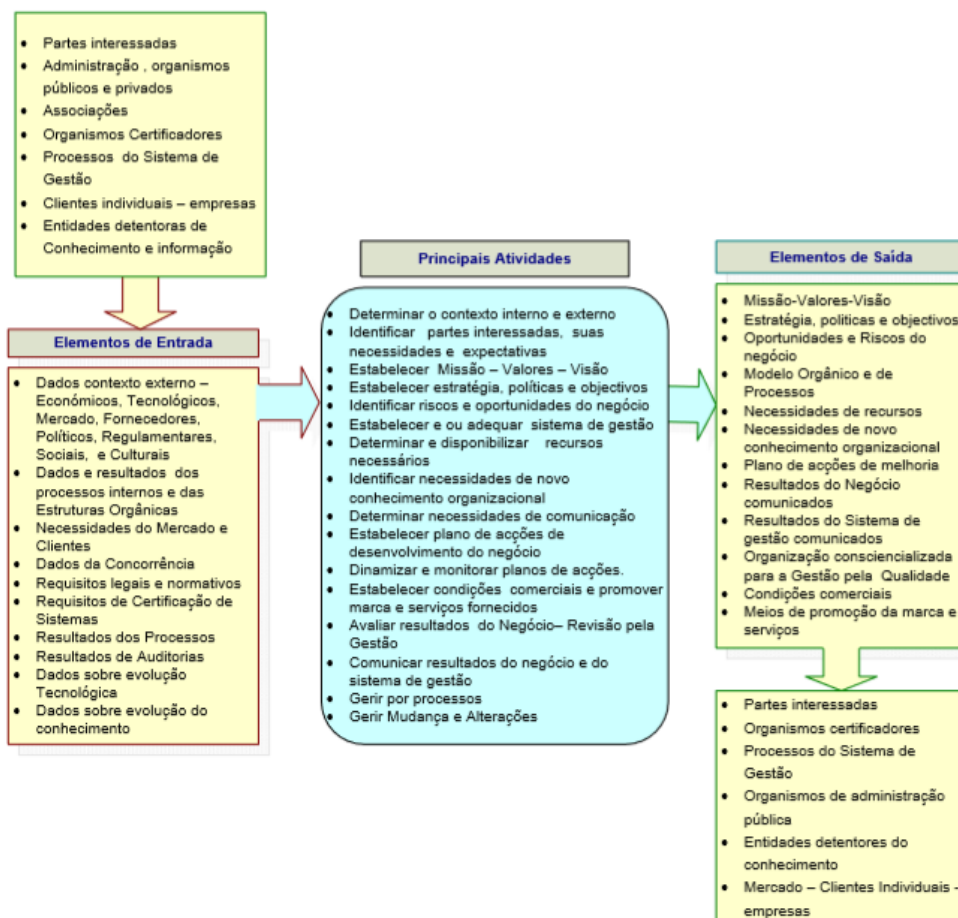 • Partes interessadas
• Administração , organismos
públicos e privados
• Associações
• Organismos Certificadores
• Processos do Sistema de
Gestão
• Clientes individuais – empresas
• Entidades detentoras de
Conhecimento e informação
Elementos de Entrada
• Dados contexto externo –
Económicos, Tecnológicos,
Mercado, Fornecedores,
Políticos, Regulamentares,
Sociais, e Culturais
• Dados e resultados dos
processos internos e das
Estruturas Orgânicas
• Necessidades do Mercado e
Clientes
• Dados da Concorrência
• Requisitos legais e normativos
• Requisitos de Certificação de
Sistemas
• Resultados dos Processos
• Resultados de Auditorias
• Dados sobre evolução
Tecnológica
• Dados sobre evolução do
conhecimento
Principais Atividades
• Determinar o contexto interno e externo
• Identificar partes interessadas, suas
necessidades e expectativas
• Estabelecer Missão – Valores – Visão
• Estabelecer estratégia, políticas e objectivos
• Identificar riscos e oportunidades do negócio
• Estabelecer e ou adequar sistema de gestão
• Determinar e disponibilizar recursos
necessários
• Identificar necessidades de novo
conhecimento organizacional
• Determinar necessidades de comunicação
• Estabelecer plano de acções de
desenvolvimento do negócio
• Dinamizar e monitorar planos de acções.
• Estabelecer condições comerciais e promover
marca e serviços fornecidos
• Avaliar resultados do Negócio– Revisão pela
Gestão
• Comunicar resultados do negócio e do
sistema de gestão
• Gerir por processos
• Gerir Mudança e Alterações
Elementos de Saída
• Missão-Valores-Visão
• Estratégia, politicas e objectivos
• Oportunidades e Riscos do
negócio
• Modelo Orgânico e de
Processos
• Necessidades de recursos
• Necessidades de novo
conhecimento organizacional
• Plano de acções de melhoria
• Resultados do Negócio
comunicados
• Resultados do Sistema de
gestão comunicados
• Organização consciencializada
para a Gestão pela Qualidade
• Condições comerciais
• Meios de promoção da marca e
serviços
• Partes interessadas
• Organismos certificadores
• Processos do Sistema de
Gestão
• Organismos de administração
pública
• Entidades detentores do
conhecimento
• Mercado – Clientes Individuais -
empresas